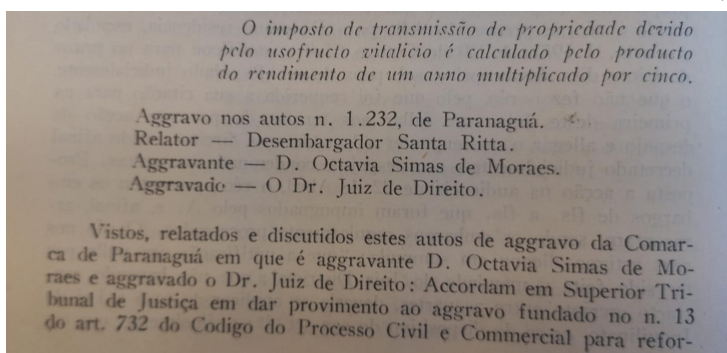 O imposto de transmissão de propriedade devido
pelo usofructo vitalicio é calculado pelo producto
do rendimento de um anno multiplicado por cinco.
Aggravo nos autos n. 1.232, de Paranaguá.
Relator — Desembargador Santa Ritta.
Aggravante — D. Octavia Simas de Moraes.
Aggravado — O Dr. Juiz de Direito.
Vistos, relatados e discutidos estes autos de aggravo da Comar-
ca de Paranaguá em que é aggravante D. Octavia Simas de Mo-
raes e aggravado o Dr. Juiz de Direito: Accordam em Superior Tri-
bunal de Justiça em dar provimento ao aggravo fundado no n. 13
do art. 732 do Codigo do Processo Civil e Commercial para refor-